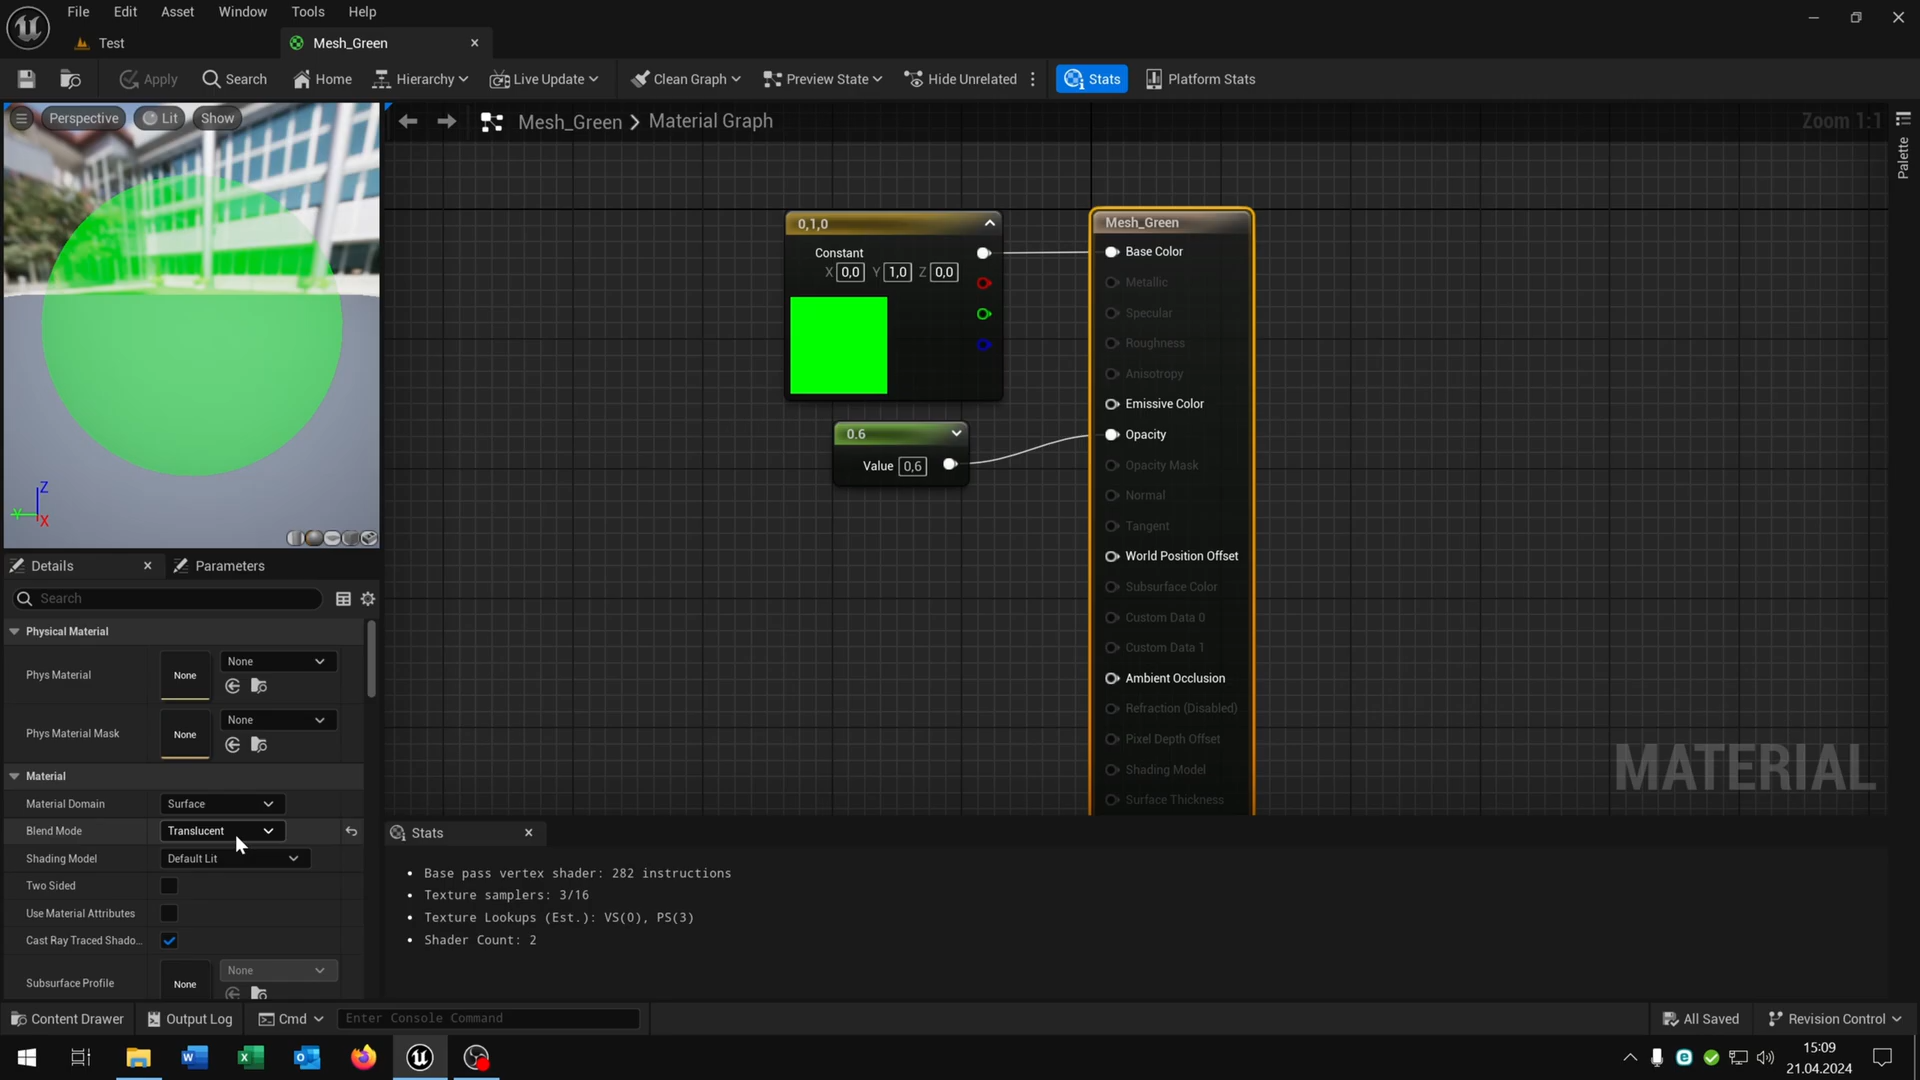 File Edit Asset Window Tools Help
Test
Mesh_Green
Apply Search Home Hierarchy Live Update Clean Graph Preview State Hide Unrelated Stats Platform Stats
Perspective Lit Show
Mesh_Green > Material Graph
Zoom 1:1
Palette
0,1,0
Constant
X 0,0 Y 1,0 Z 0,0
0.6
Value 0,6
Mesh_Green
Base Color
Metallic
Specular
Roughness
Anisotropy
Emissive Color
Opacity
Opacity Mask
Normal
Tangent
World Position Offset
Subsurface Color
Custom Data 0
Custom Data 1
Ambient Occlusion
Refraction (Disabled)
Pixel Depth Offset
Shading Model
Surface Thickness
MATERIAL
Z
Y
X
Details Parameters
Search
Physical Material
Phys Material None None
Phys Material Mask None None
Material
Material Domain Surface
Blend Mode Translucent
Shading Model Default Lit
Two Sided
Use Material Attributes
Cast Ray Traced Shado...
Subsurface Profile None None
Stats
• Base pass vertex shader: 282 instructions
• Texture samplers: 3/16
• Texture Lookups (Est.): VS(0), PS(3)
• Shader Count: 2
Content Drawer Output Log Cmd Enter Console Command All Saved Revision Control
15:09
21.04.2024